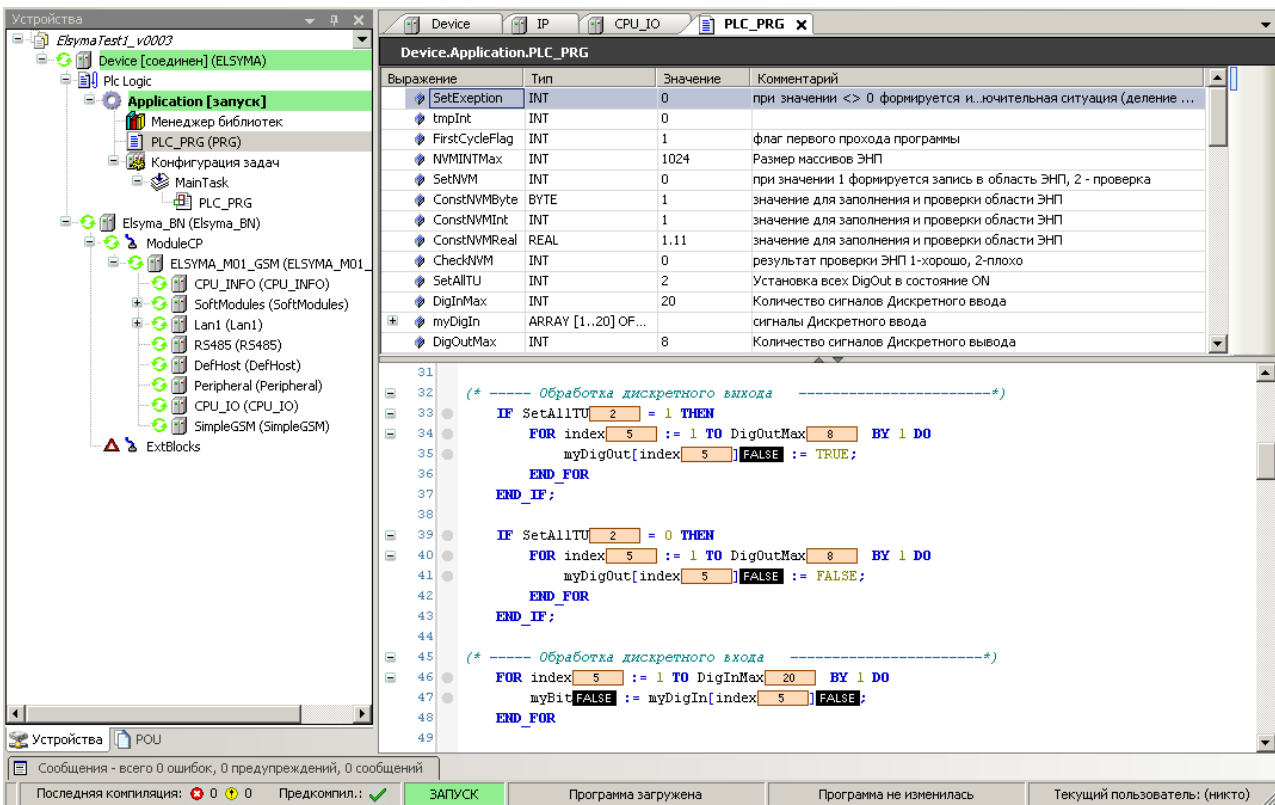 Устройства
ElsymaTest1_v0003
Device [соединен] (ELSYMA)
Plc Logic
Application [запуск]
Менеджер библиотек
PLC_PRG (PRG)
Конфигурация задач
MainTask
PLC_PRG
Elsyma_BN (Elsyma_BN)
ModuleCP
ELSYMA_M01_GSM (ELSYMA_M01_
CPU_INFO (CPU_INFO)
SoftModules (SoftModules)
Lan1 (Lan1)
RS485 (RS485)
DefHost (DefHost)
Peripheral (Peripheral)
CPU_IO (CPU_IO)
SimpleGSM (SimpleGSM)
ExtBlocks
Устройства POU
Device IP CPU_IO PLC_PRG
Device.Application.PLC_PRG
Выражение Тип Значение Комментарий
SetExeption INT 0 при значении <> 0 формируется и...ючительная ситуация (деление ...
tmpInt INT 0
FirstCycleFlag INT 1 флаг первого прохода программы
NVMINTMax INT 1024 Размер массивов ЭНП
SetNVM INT 0 при значении 1 формируется запись в область ЭНП, 2 - проверка
ConstNVMByte BYTE 1 значение для заполнения и проверки области ЭНП
ConstNVMInt INT 1 значение для заполнения и проверки области ЭНП
ConstNVMReal REAL 1.11 значение для заполнения и проверки области ЭНП
CheckNVM INT 0 результат проверки ЭНП 1-хорошо, 2-плохо
SetAllTU INT 2 Установка всех DigOut в состояние ON
DigInMax INT 20 Количество сигналов Дискретного ввода
myDigIn ARRAY [1..20] OF... сигналы Дискретного ввода
DigOutMax INT 8 Количество сигналов Дискретного вывода
31
32 (* ----- Обработка дискретного выхода -----------------------*)
33 IF SetAllTU 2 = 1 THEN
34 FOR index 5 := 1 TO DigOutMax 8 BY 1 DO
35 myDigOut[index 5 ] FALSE := TRUE;
36 END_FOR
37 END_IF;
38
39 IF SetAllTU 2 = 0 THEN
40 FOR index 5 := 1 TO DigOutMax 8 BY 1 DO
41 myDigOut[index 5 ] FALSE := FALSE;
42 END_FOR
43 END_IF;
44
45 (* ----- Обработка дискретного входа -----------------------*)
46 FOR index 5 := 1 TO DigInMax 20 BY 1 DO
47 myBit FALSE := myDigIn[index 5 ] FALSE;
48 END_FOR
49
Сообщения - всего 0 ошибок, 0 предупреждений, 0 сообщений
Последняя компиляция: 0 0 Предкомпил.: ЗАПУСК Программа загружена Программа не изменилась Текущий пользователь: (никто)